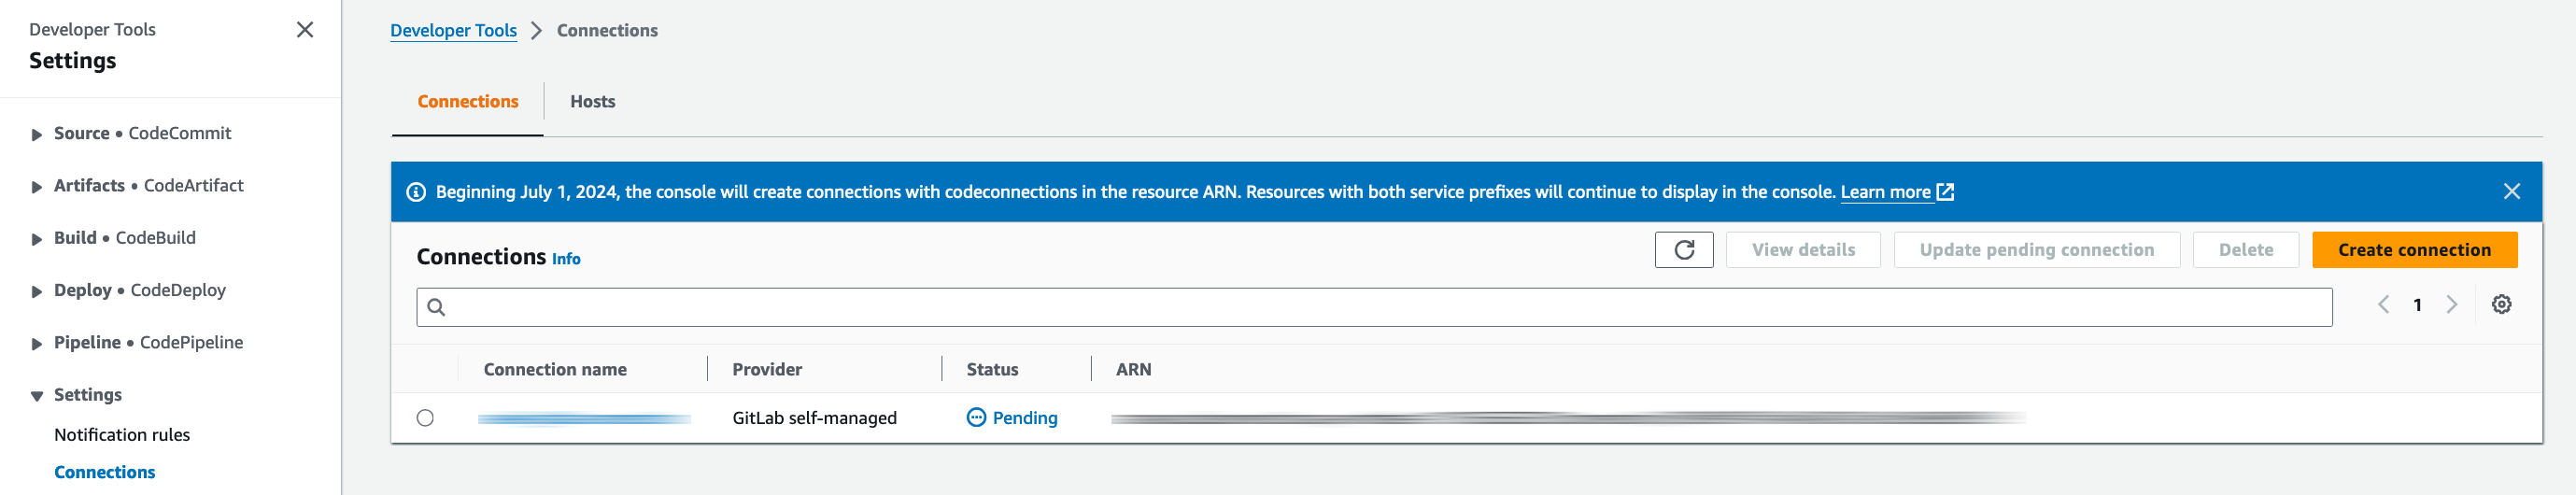 Developer Tools
Settings
Source • CodeCommit
Artifacts • CodeArtifact
Build • CodeBuild
Deploy • CodeDeploy
Pipeline • CodePipeline
Settings
Notification rules
Connections
Developer Tools > Connections
Connections
Hosts
Beginning July 1, 2024, the console will create connections with codeconnections in the resource ARN. Resources with both service prefixes will continue to display in the console. Learn more
Connections Info
View details
Update pending connection
Delete
Create connection
1
Connection name Provider Status ARN
GitLab self-managed Pending